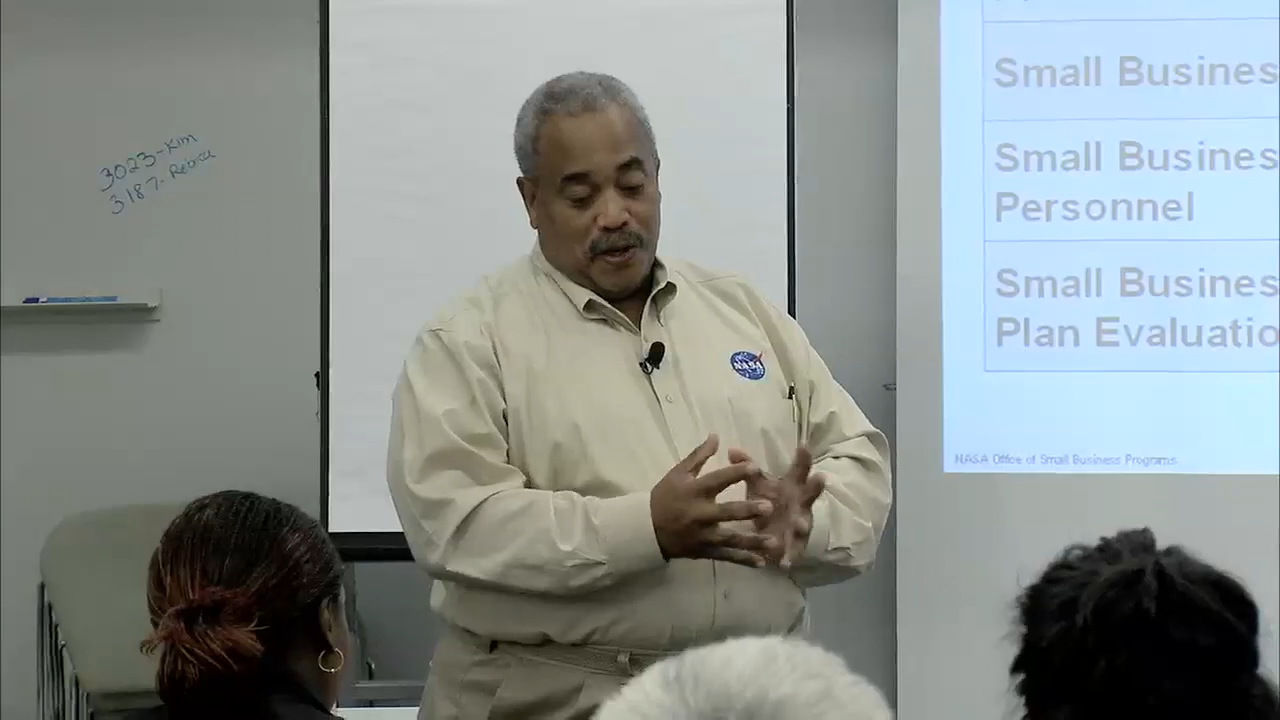 3023-Kim
3187-
NASA
Small Busines
Small Busines
Personnel
Small Busines
Plan Evaluatio
NASA Office of Small Business Programs